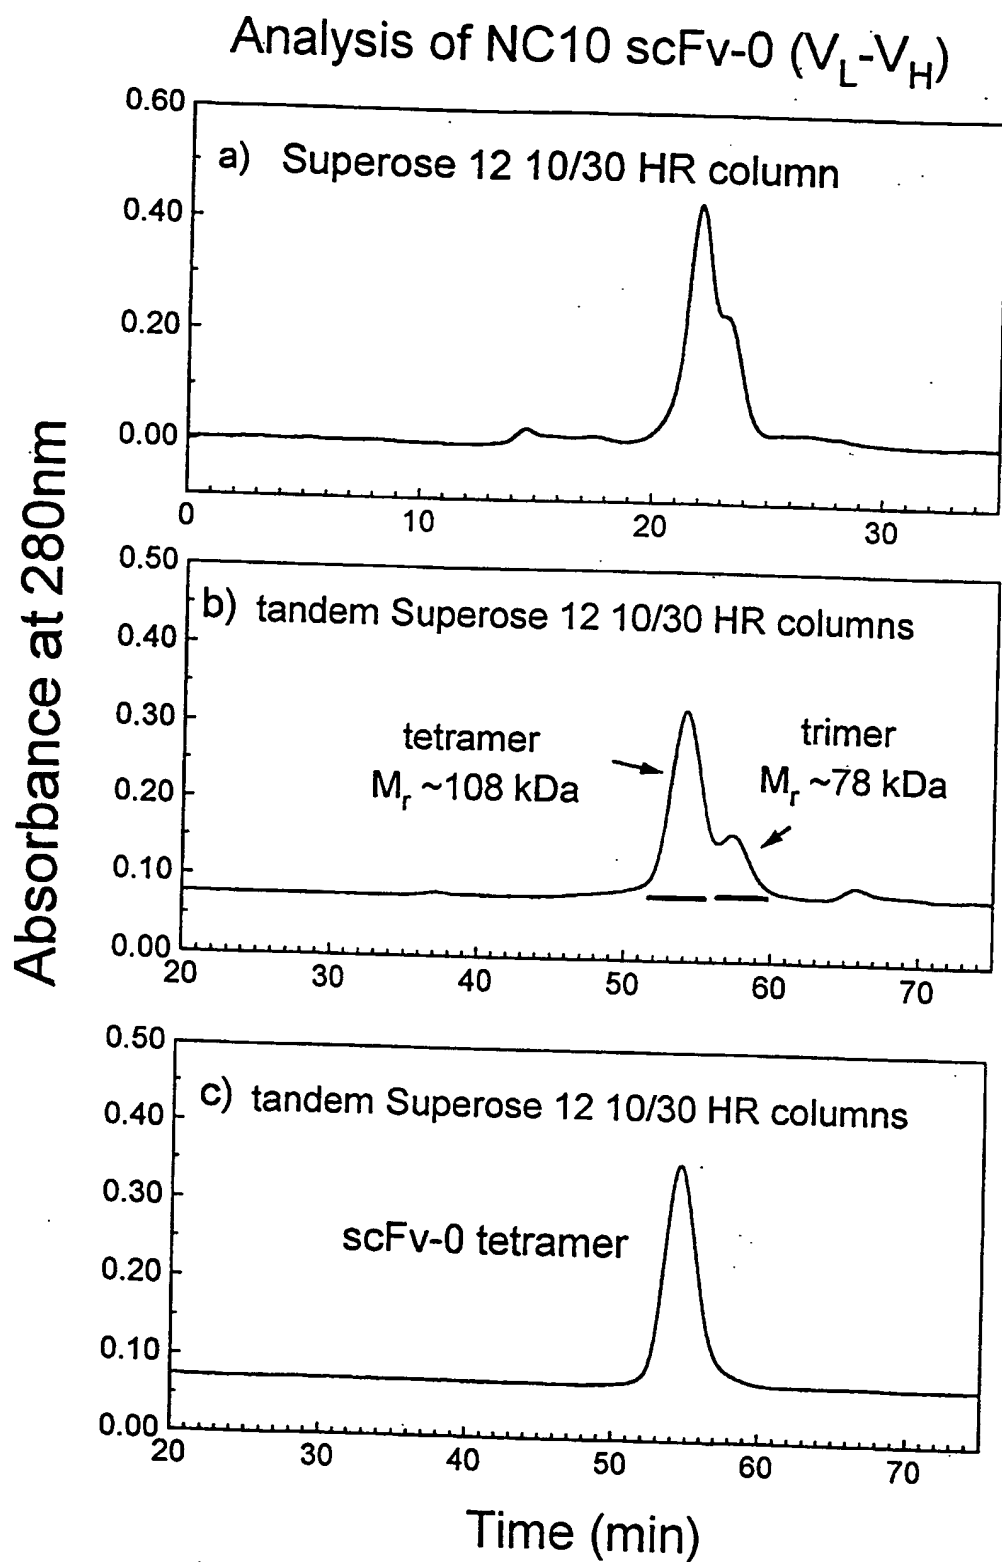 Analysis of NC10 scFv-0 (VL-VH)
Absorbance at 280nm
0.60
a) Superose 12 10/30 HR column
0.40
0.20
0.00
0 10 20 30
0.50
b) tandem Superose 12 10/30 HR columns
0.40
0.30
tetramer
Mr ~108 kDa
trimer
Mr ~78 kDa
0.20
0.10
0.00
20 30 40 50 60 70
0.50
c) tandem Superose 12 10/30 HR columns
0.40
0.30
scFv-0 tetramer
0.20
0.10
0.00
20 30 40 50 60 70
Time (min)